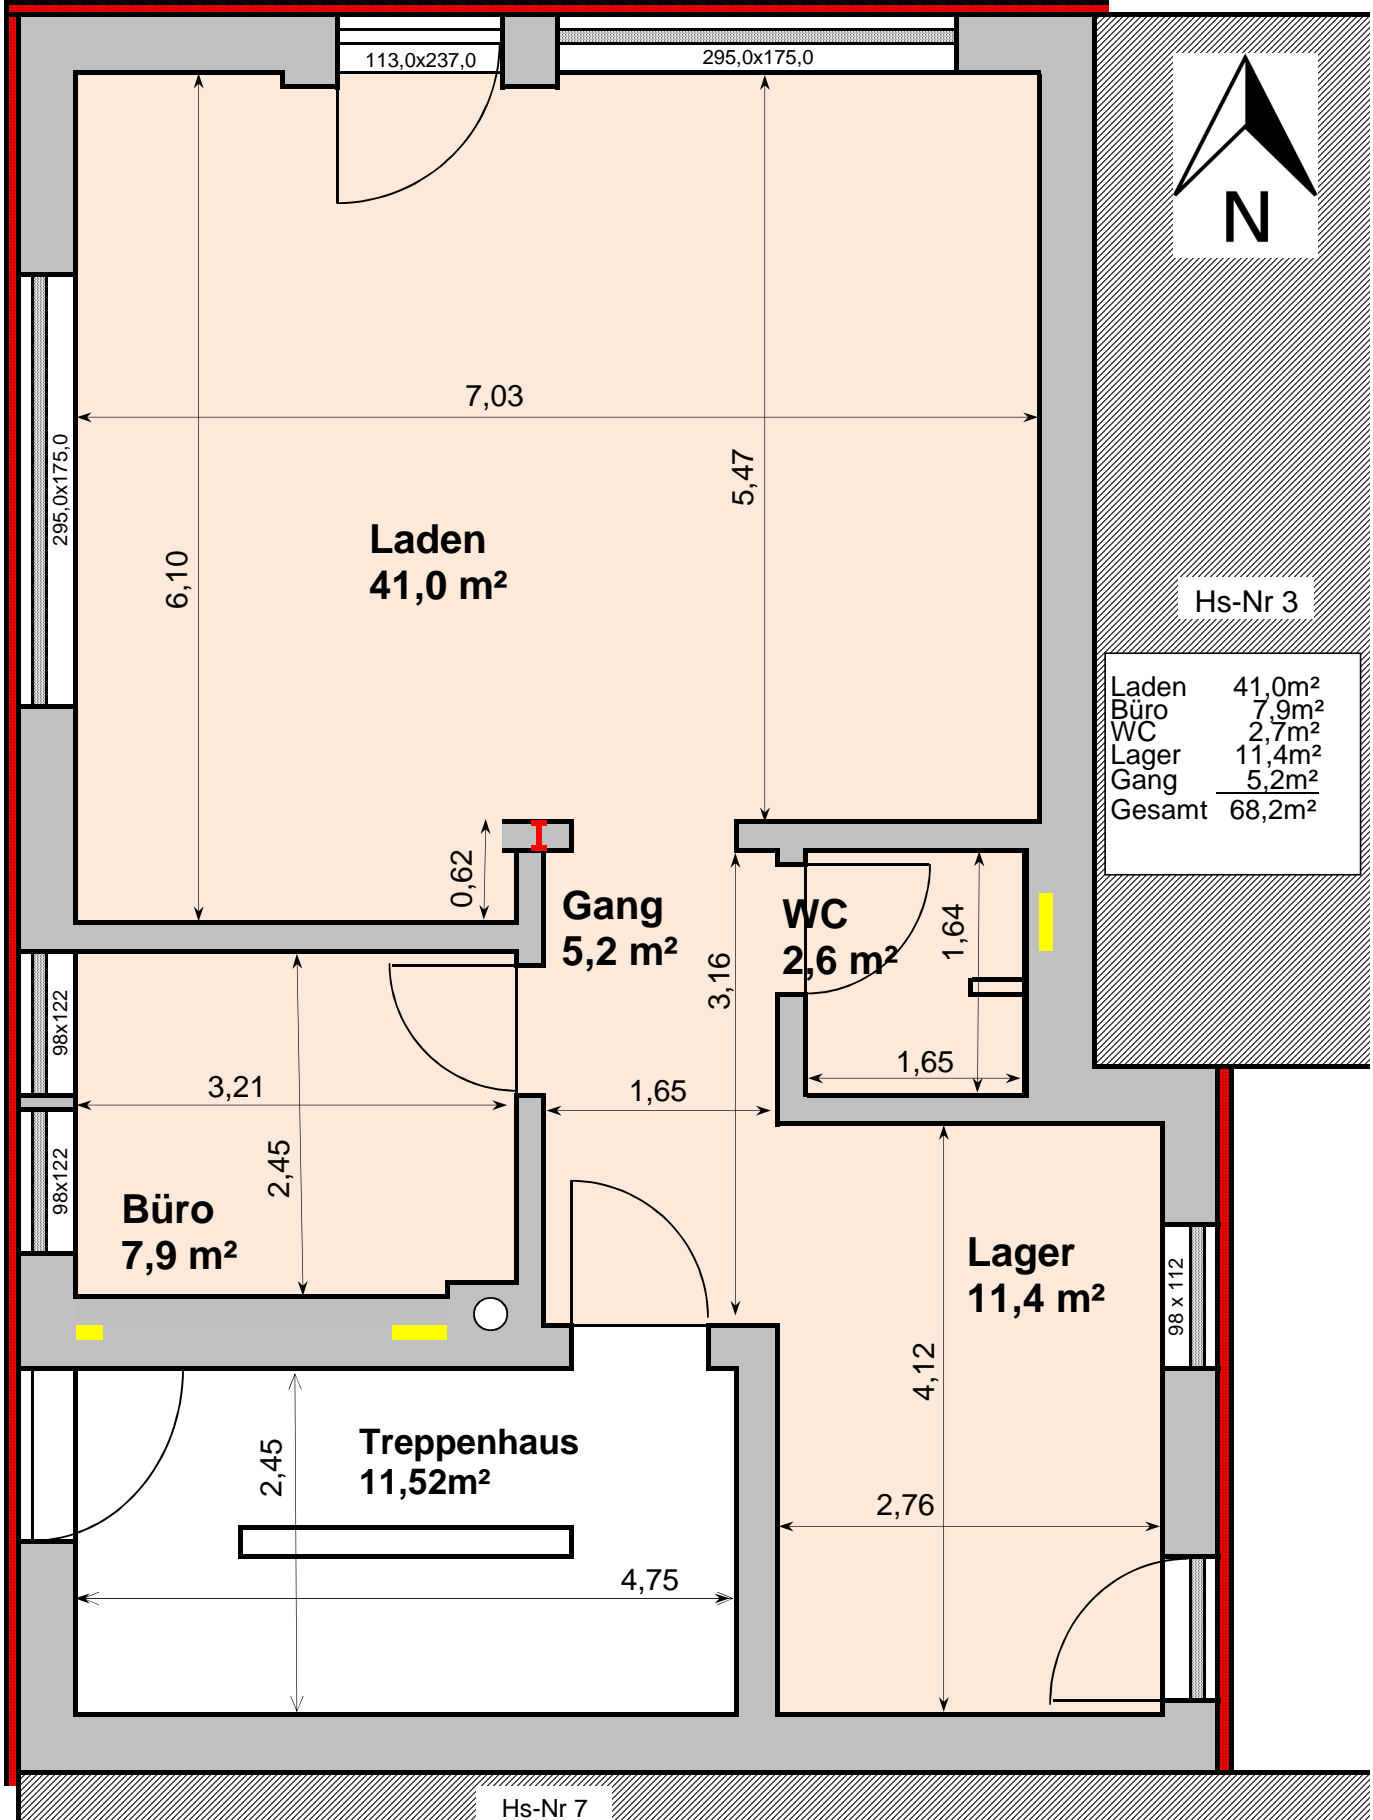 113,0x237,0
295,0x175,0
N
7,03
295,0x175,0
5,47
6,10
Laden
41,0 m²
Hs-Nr 3
Laden 41,0m²
Büro 7,9m²
WC 2,7m²
Lager 11,4m²
Gang 5,2m²
Gesamt 68,2m²
0,62
Gang
5,2 m²
WC
2,6 m²
1,64
3,16
98x122
3,21
1,65
1,65
2,45
98x122
Büro
7,9 m²
Lager
11,4 m²
98 x 112
4,12
Treppenhaus
11,52m²
2,45
2,76
4,75
Hs-Nr 7